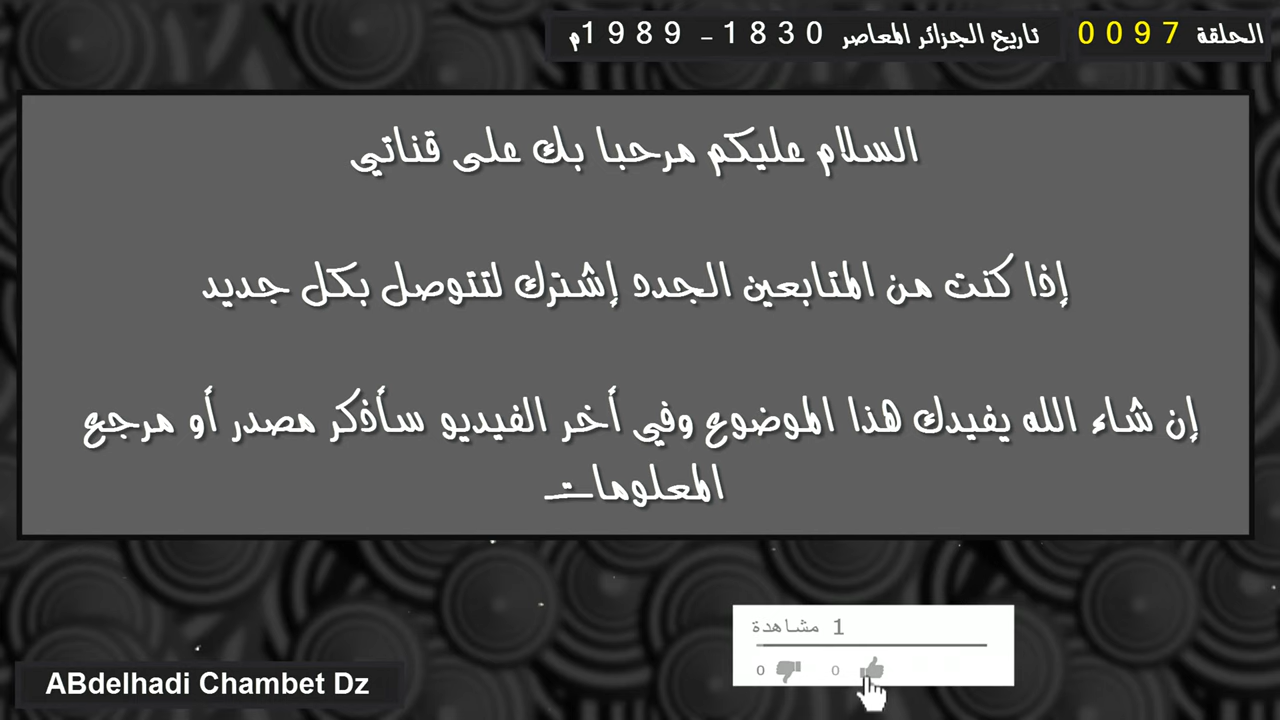 الحلقة 0097 تاريخ الجزائر المعاصر 1830 - 1989م
السلام عليكم مرحبا بك على قناتي
إذا كنت من المتابعين الجدد إشترك لتتوصل بكل جديد
إن شاء الله يفيدك هذا الموضوع وفي أخر الفيديو سأذكر مصدر أو مرجع
المعلومات
1 مشاهدة
0 0
ABdelhadi Chambet Dz